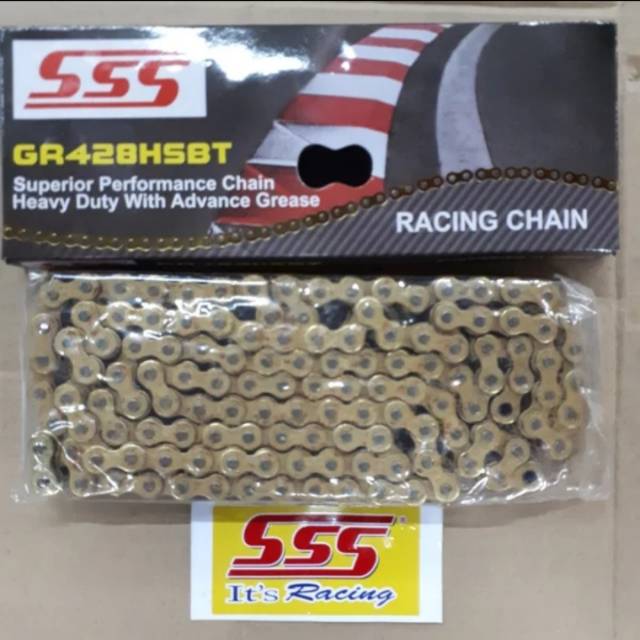 SSS
GR428HSBT
Superior Performance Chain
Heavy Duty With Advance Grease
RACING CHAIN
SSS
It's Racing